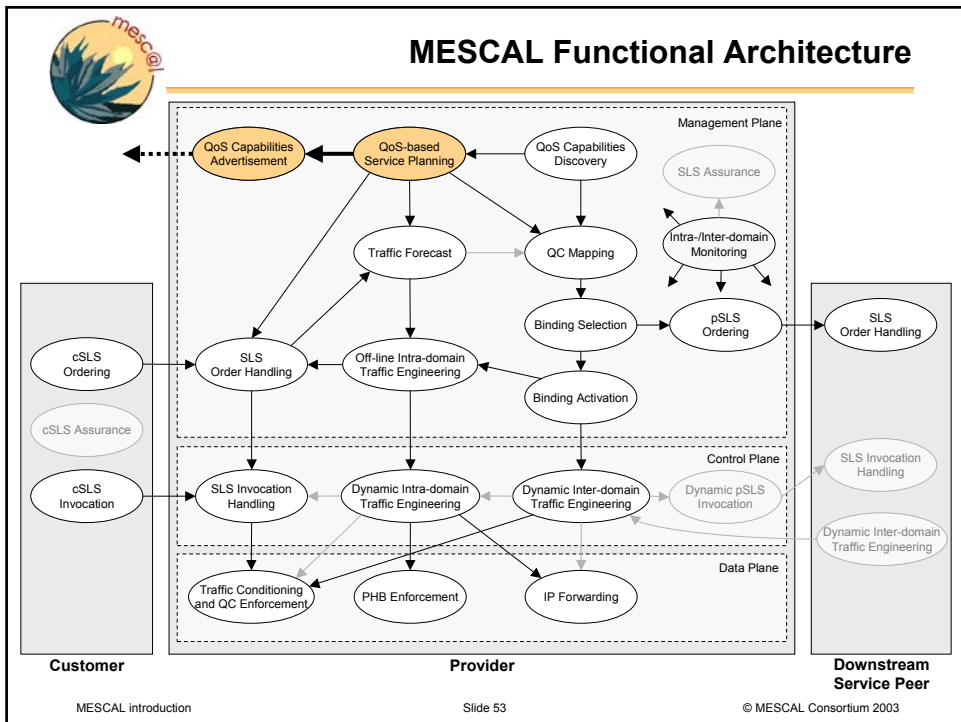 mesc@l
MESCAL Functional Architecture
Management Plane
QoS Capabilities
Advertisement
QoS-based
Service Planning
QoS Capabilities
Discovery
SLS Assurance
Traffic Forecast
QC Mapping
Intra-/Inter-domain
Monitoring
Binding Selection
pSLS
Ordering
SLS
Order Handling
cSLS
Ordering
SLS
Order Handling
Off-line Intra-domain
Traffic Engineering
Binding Activation
cSLS Assurance
Control Plane
SLS Invocation
Handling
cSLS
Invocation
SLS Invocation
Handling
Dynamic Intra-domain
Traffic Engineering
Dynamic Inter-domain
Traffic Engineering
Dynamic pSLS
Invocation
Dynamic Inter-domain
Traffic Engineering
Data Plane
Traffic Conditioning
and QC Enforcement
PHB Enforcement
IP Forwarding
Customer
Provider
Downstream
Service Peer
MESCAL introduction
Slide 53
© MESCAL Consortium 2003